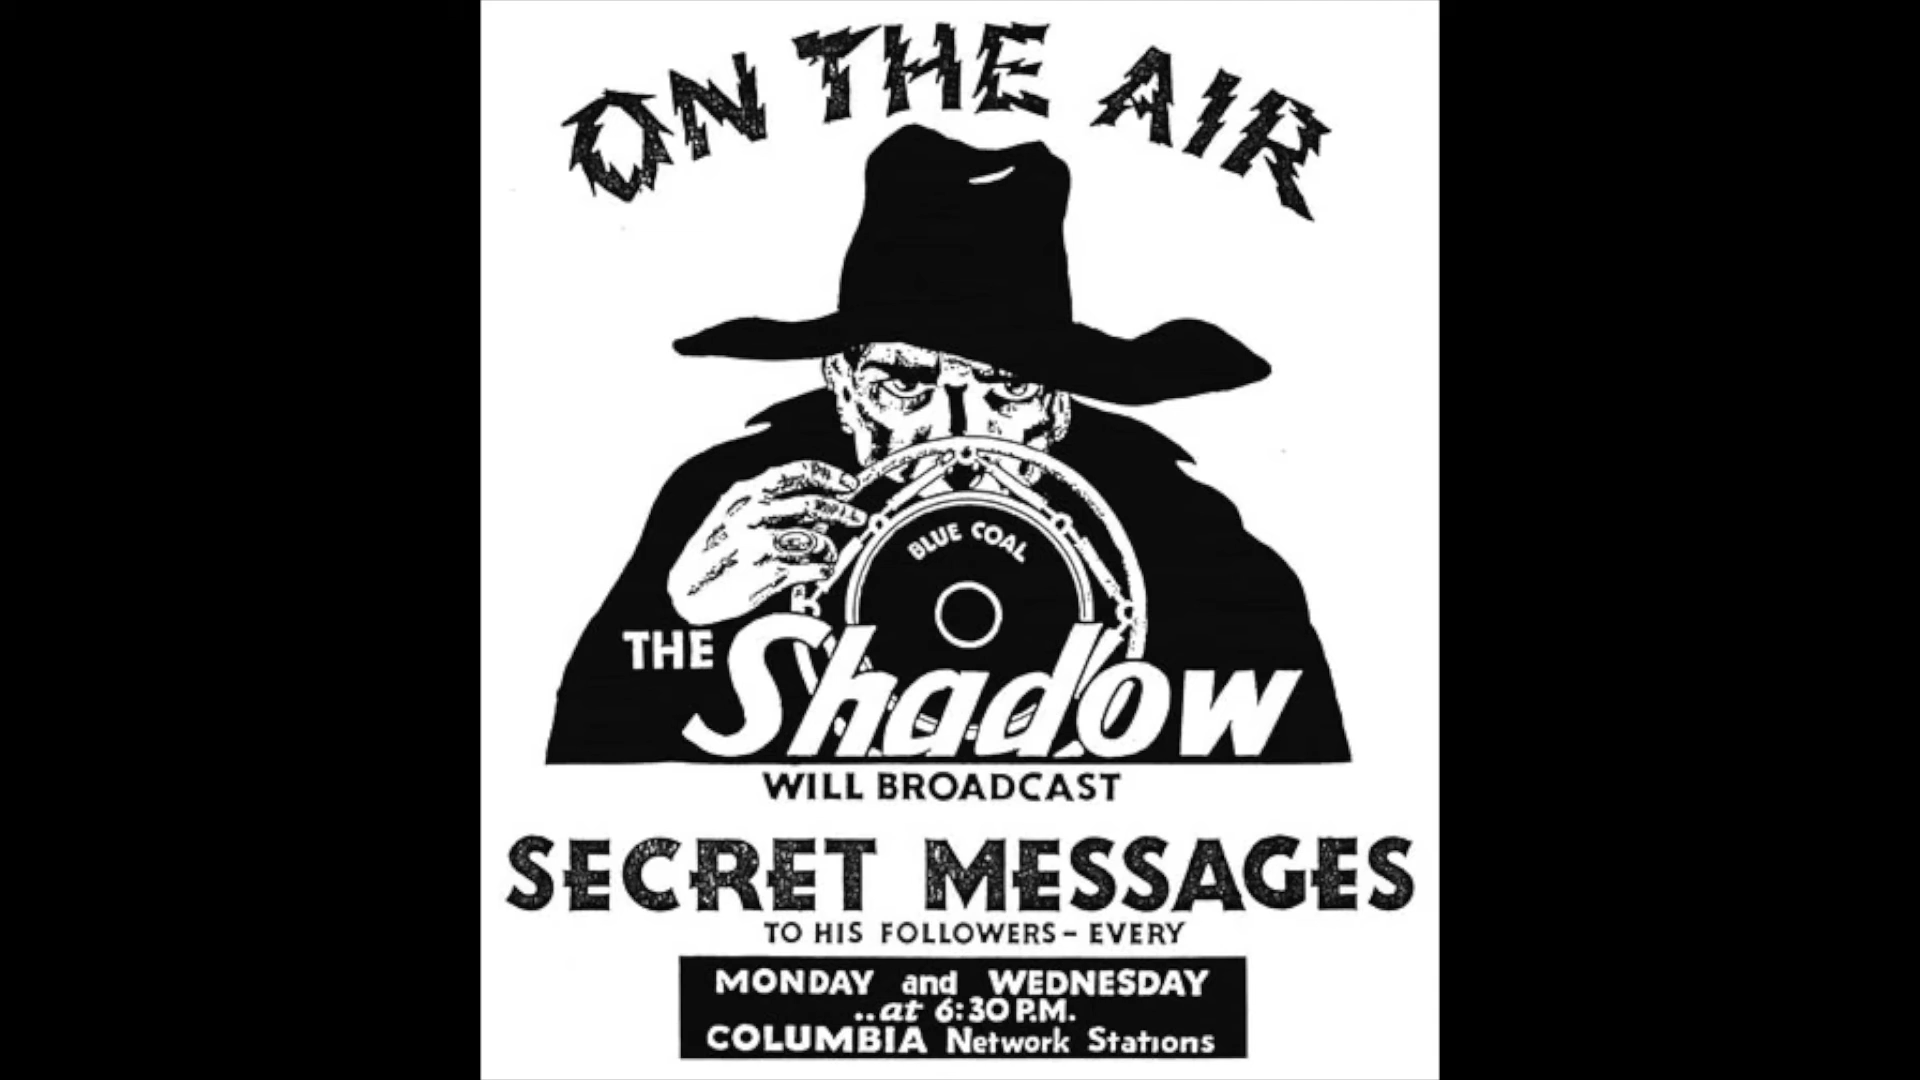 ON THE AIR
BLUE COAL
THE Shadow
WILL BROADCAST
SECRET MESSAGES
TO HIS FOLLOWERS - EVERY
MONDAY and WEDNESDAY
..at 6:30 P.M.
COLUMBIA Network Stations